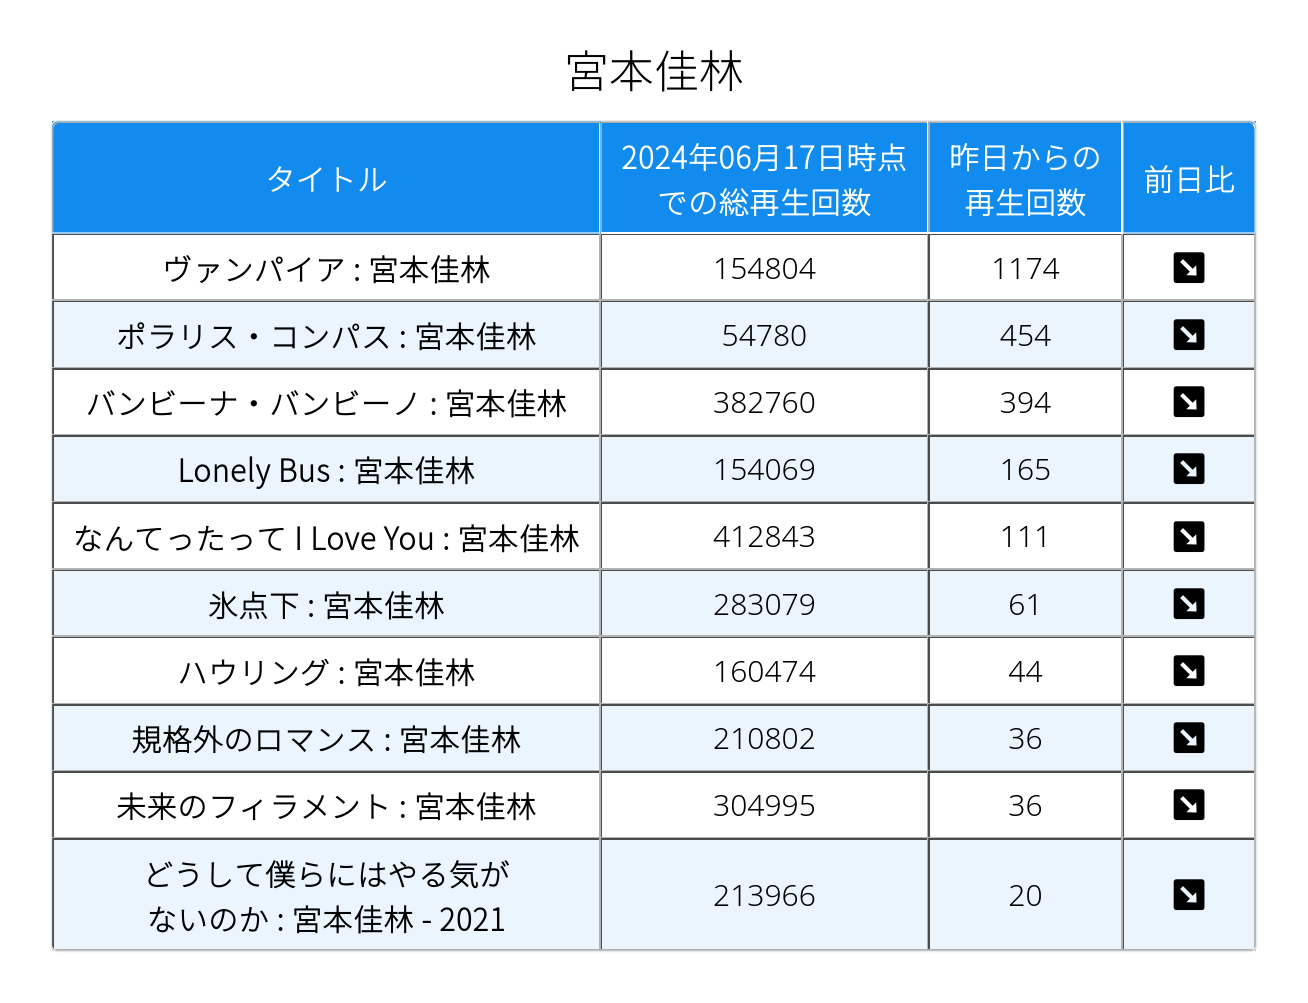 宮本佳林
タイトル
2024年06月17日時点
での総再生回数
昨日からの
再生回数
前日比
ヴァンパイア : 宮本佳林
154804
1174
ポラリス・コンパス : 宮本佳林
54780
454
バンビーナ・バンビーノ : 宮本佳林
382760
394
Lonely Bus : 宮本佳林
154069
165
なんてったって I Love You : 宮本佳林
412843
111
氷点下 : 宮本佳林
283079
61
ハウリング : 宮本佳林
160474
44
規格外のロマンス : 宮本佳林
210802
36
未来のフィラメント : 宮本佳林
304995
36
どうして僕らにはやる気が
ないのか : 宮本佳林 - 2021
213966
20